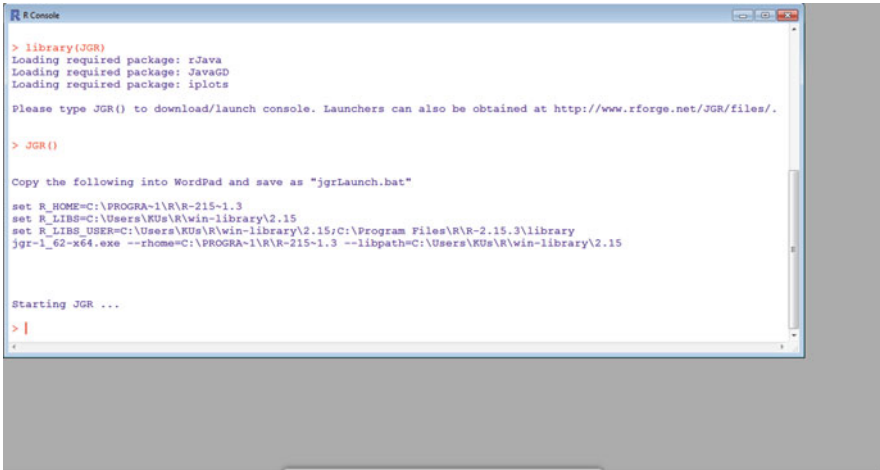 R Console
> library(JGR)
Loading required package: rJava
Loading required package: JavaGD
Loading required package: iplots
Please type JGR() to download/launch console. Launchers can also be obtained at http://www.rforge.net/JGR/files/.
> JGR()
Copy the following into WordPad and save as "jgrLaunch.bat"
set R_HOME=C:\PROGRA~1\R\R-215~1.3
set R_LIBS=C:\Users\KUs\R\win-library\2.15
set R_LIBS_USER=C:\Users\KUs\R\win-library\2.15;C:\Program Files\R\R-2.15.3\library
jgr-1_62-x64.exe --rhome=C:\PROGRA~1\R\R-215~1.3 --libpath=C:\Users\KUs\R\win-library\2.15
Starting JGR ...
>